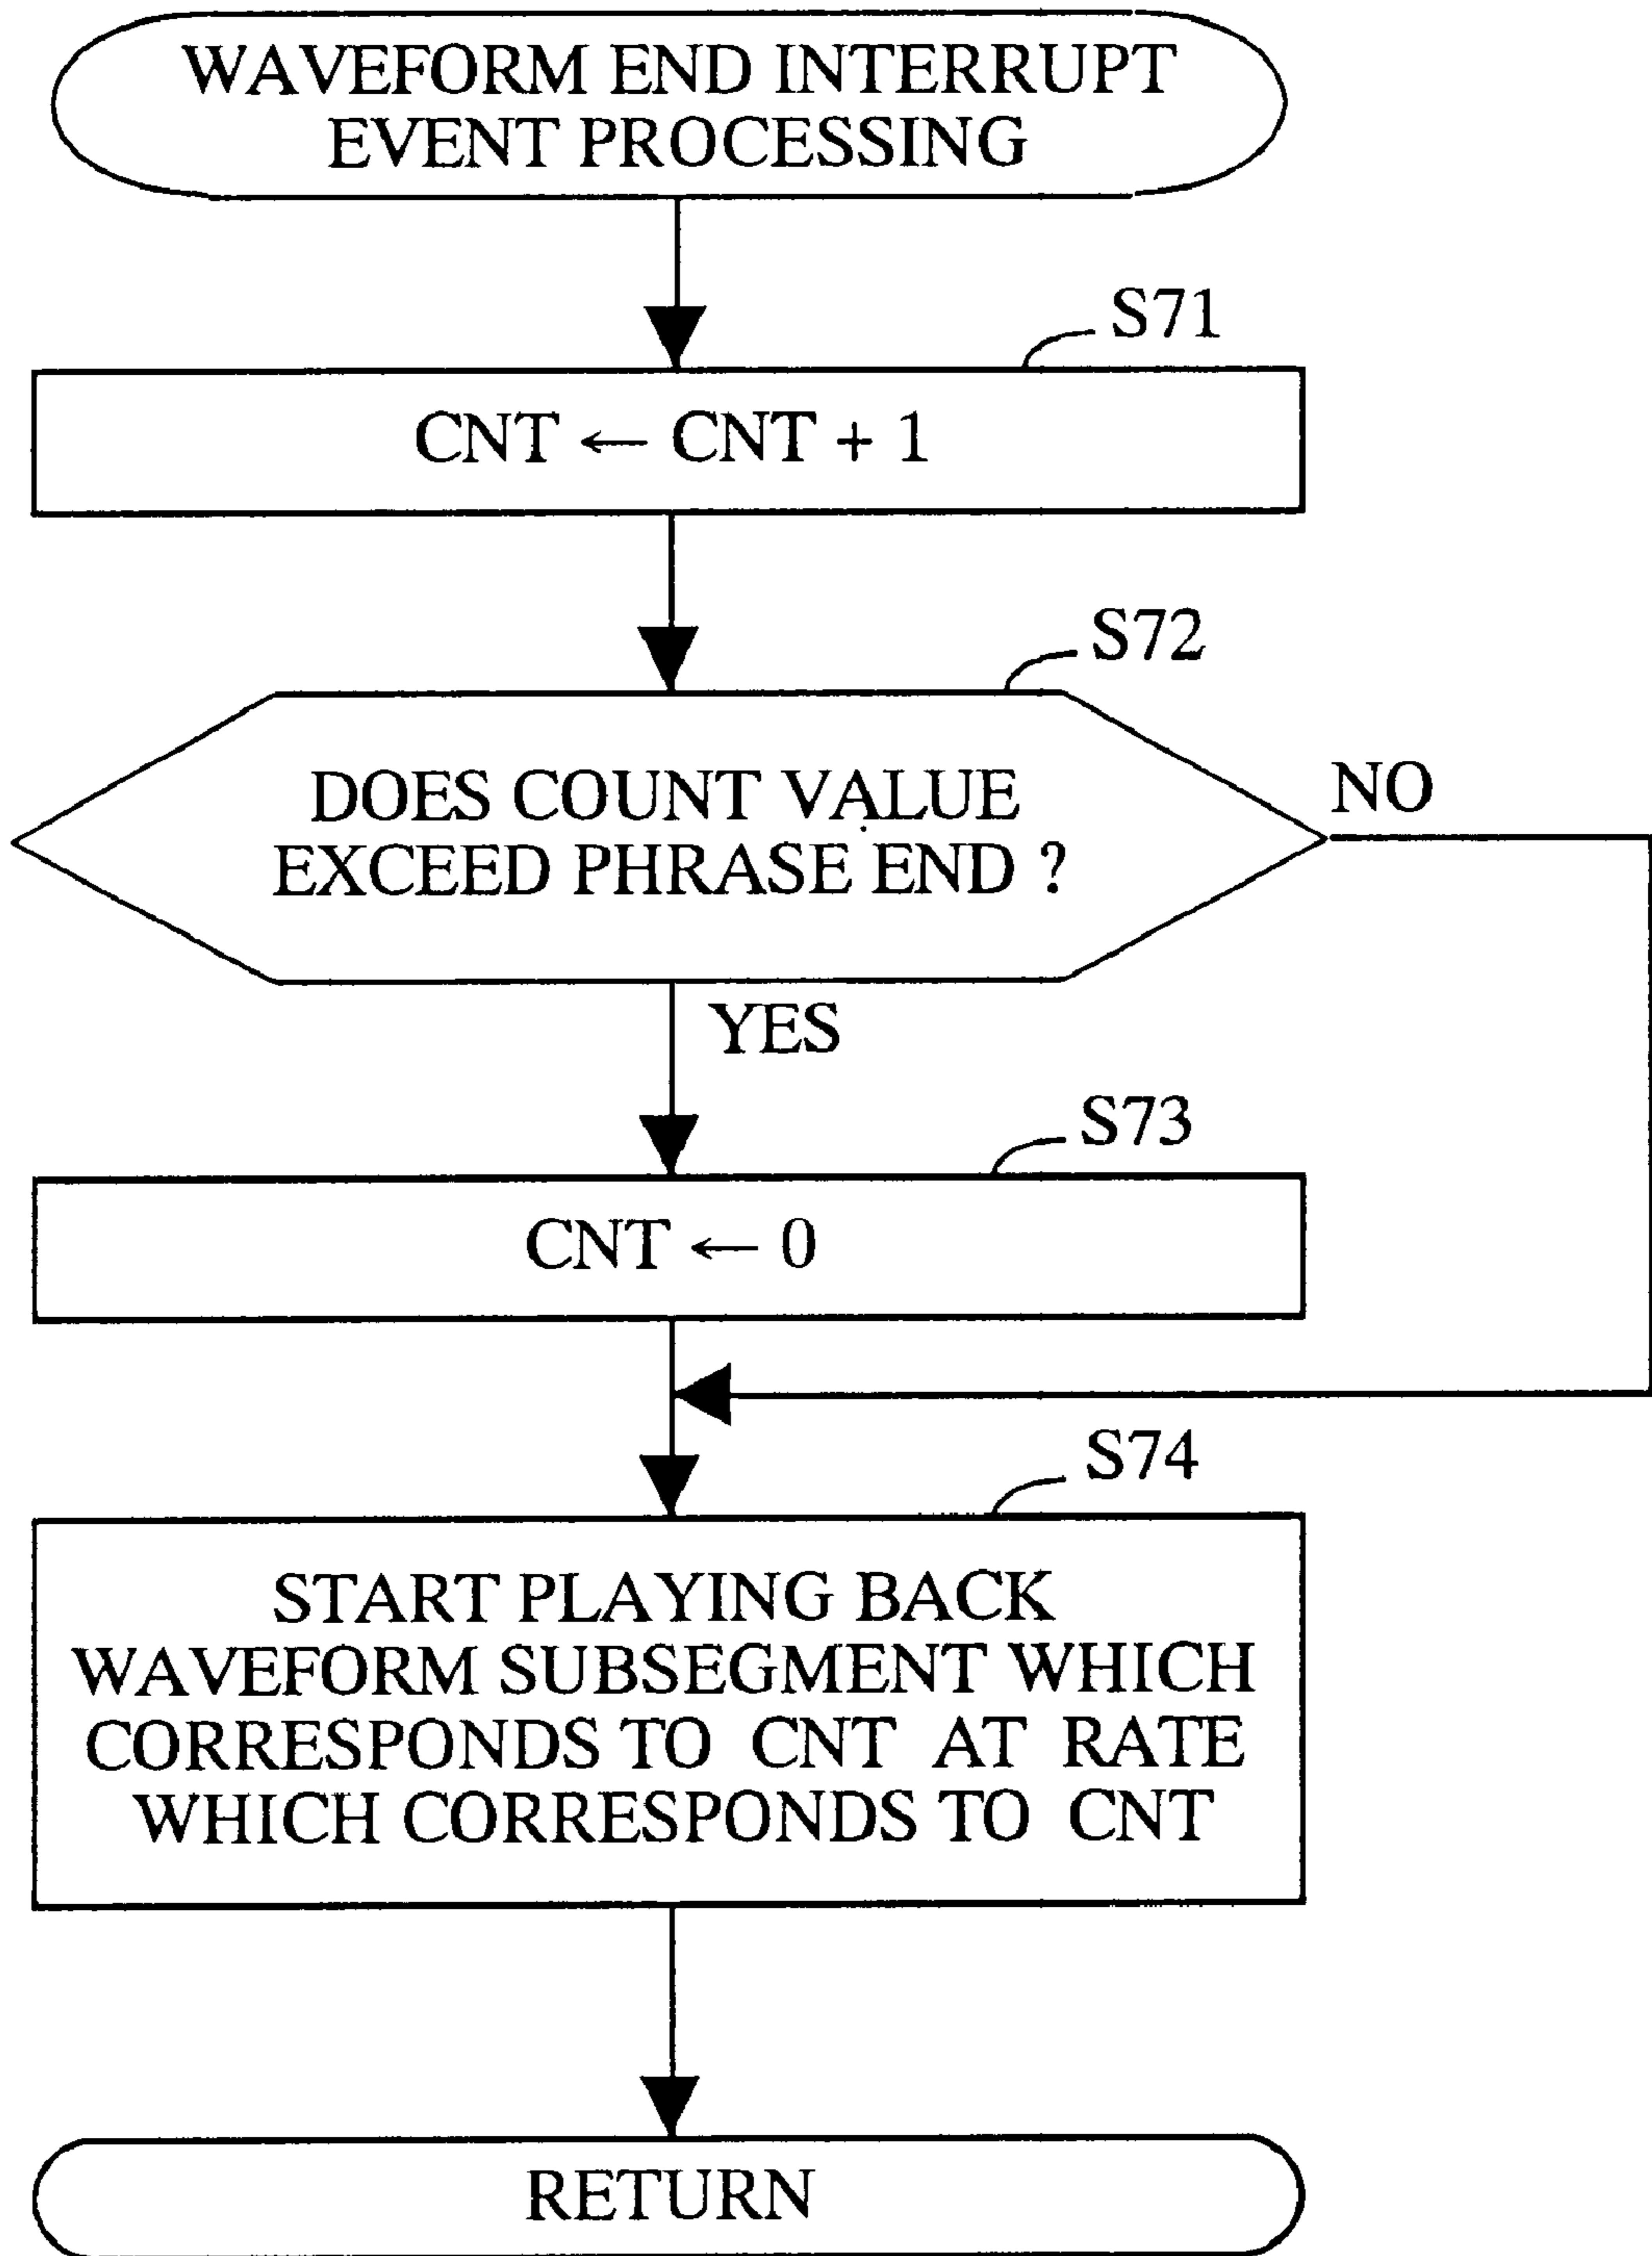 WAVEFORM END INTERRUPT
EVENT PROCESSING
S71
CNT ← CNT + 1
S72
DOES COUNT VALUE
EXCEED PHRASE END ?
NO
YES
S73
CNT ← 0
S74
START PLAYING BACK
WAVEFORM SUBSEGMENT WHICH
CORRESPONDS TO CNT AT RATE
WHICH CORRESPONDS TO CNT
RETURN